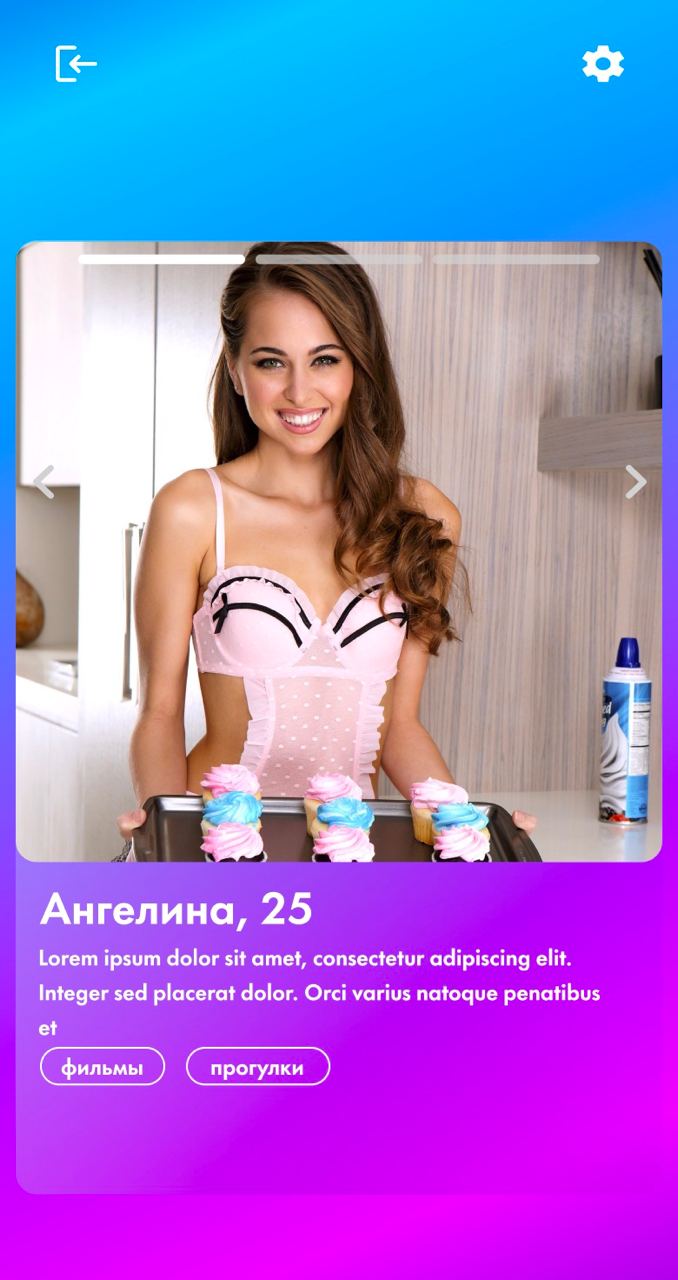 Ангелина, 25
Lorem ipsum dolor sit amet, consectetur adipiscing elit.
Integer sed placerat dolor. Orci varius natoque penatibus
et
фильмы
прогулки